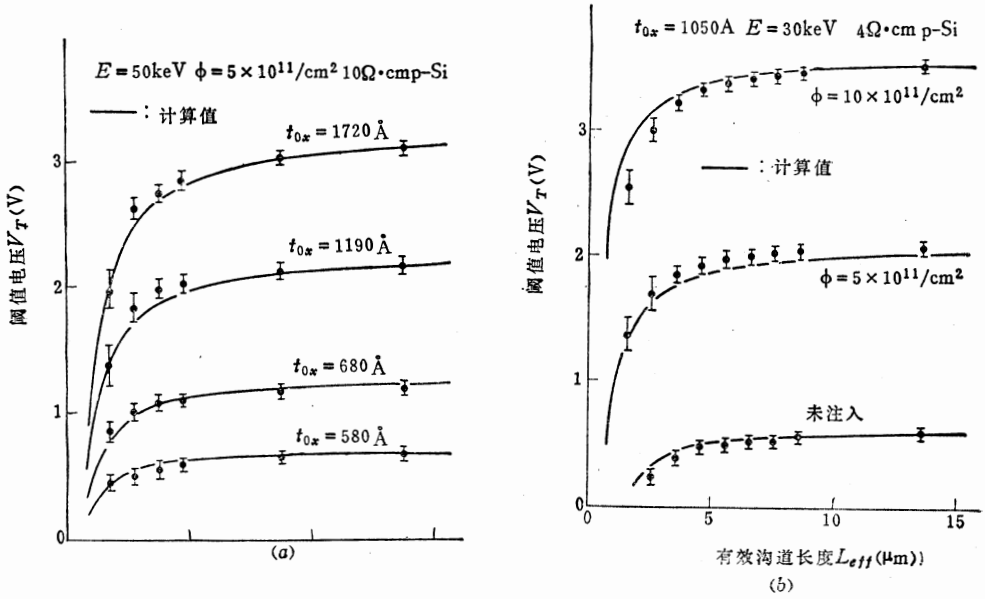 E = 50keV ϕ = 5×10¹¹/cm² 10Ω·cmp–Si
——：计算值
t₀ₓ = 1720 Å
t₀ₓ = 1190 Å
t₀ₓ = 680 Å
t₀ₓ = 580 Å
阈值电压V_T(V)
3
2
1
0
(a)
t₀ₓ = 1050A E = 30keV 4Ω·cm p–Si
ϕ = 10×10¹¹/cm²
——：计算值
ϕ = 5×10¹¹/cm²
未注入
阈值电压V_T(V)
3
2
1
0
0 5 10 15
有效沟道长度L_eff(μm))
(b)